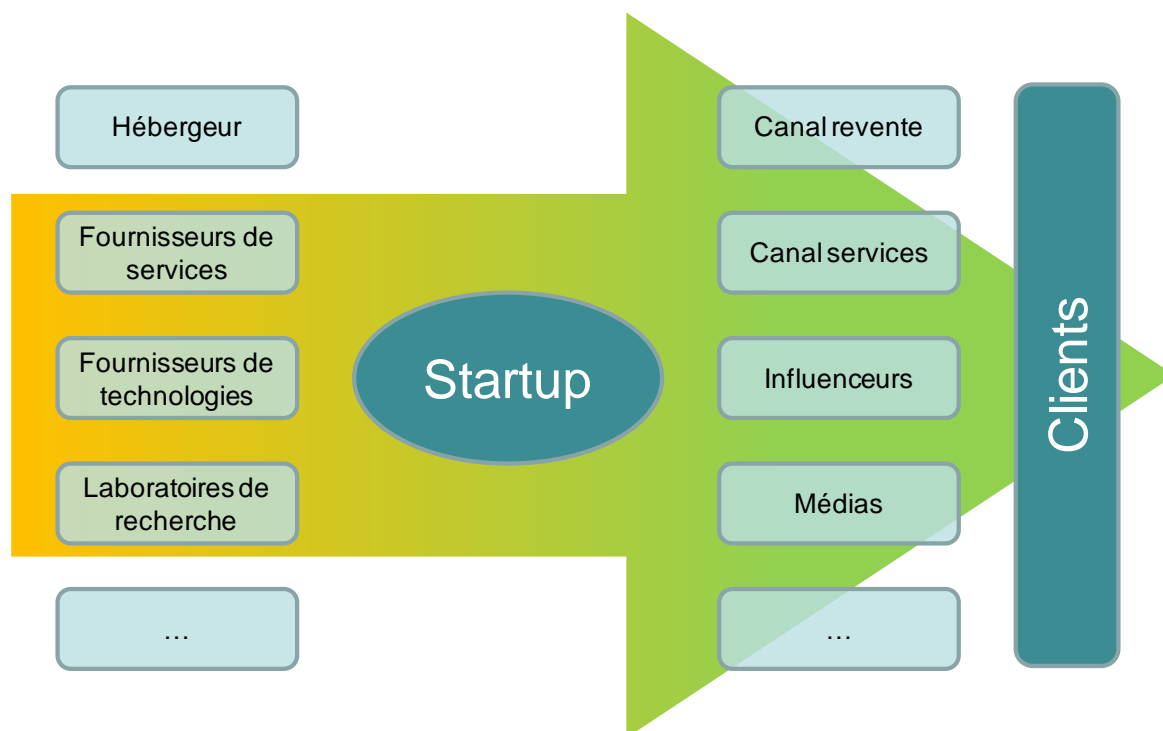 Hébergeur
Fournisseurs de
services
Fournisseurs de
technologies
Laboratoires de
recherche
…
Startup
Canal revente
Canal services
Influenceurs
Médias
…
Clients